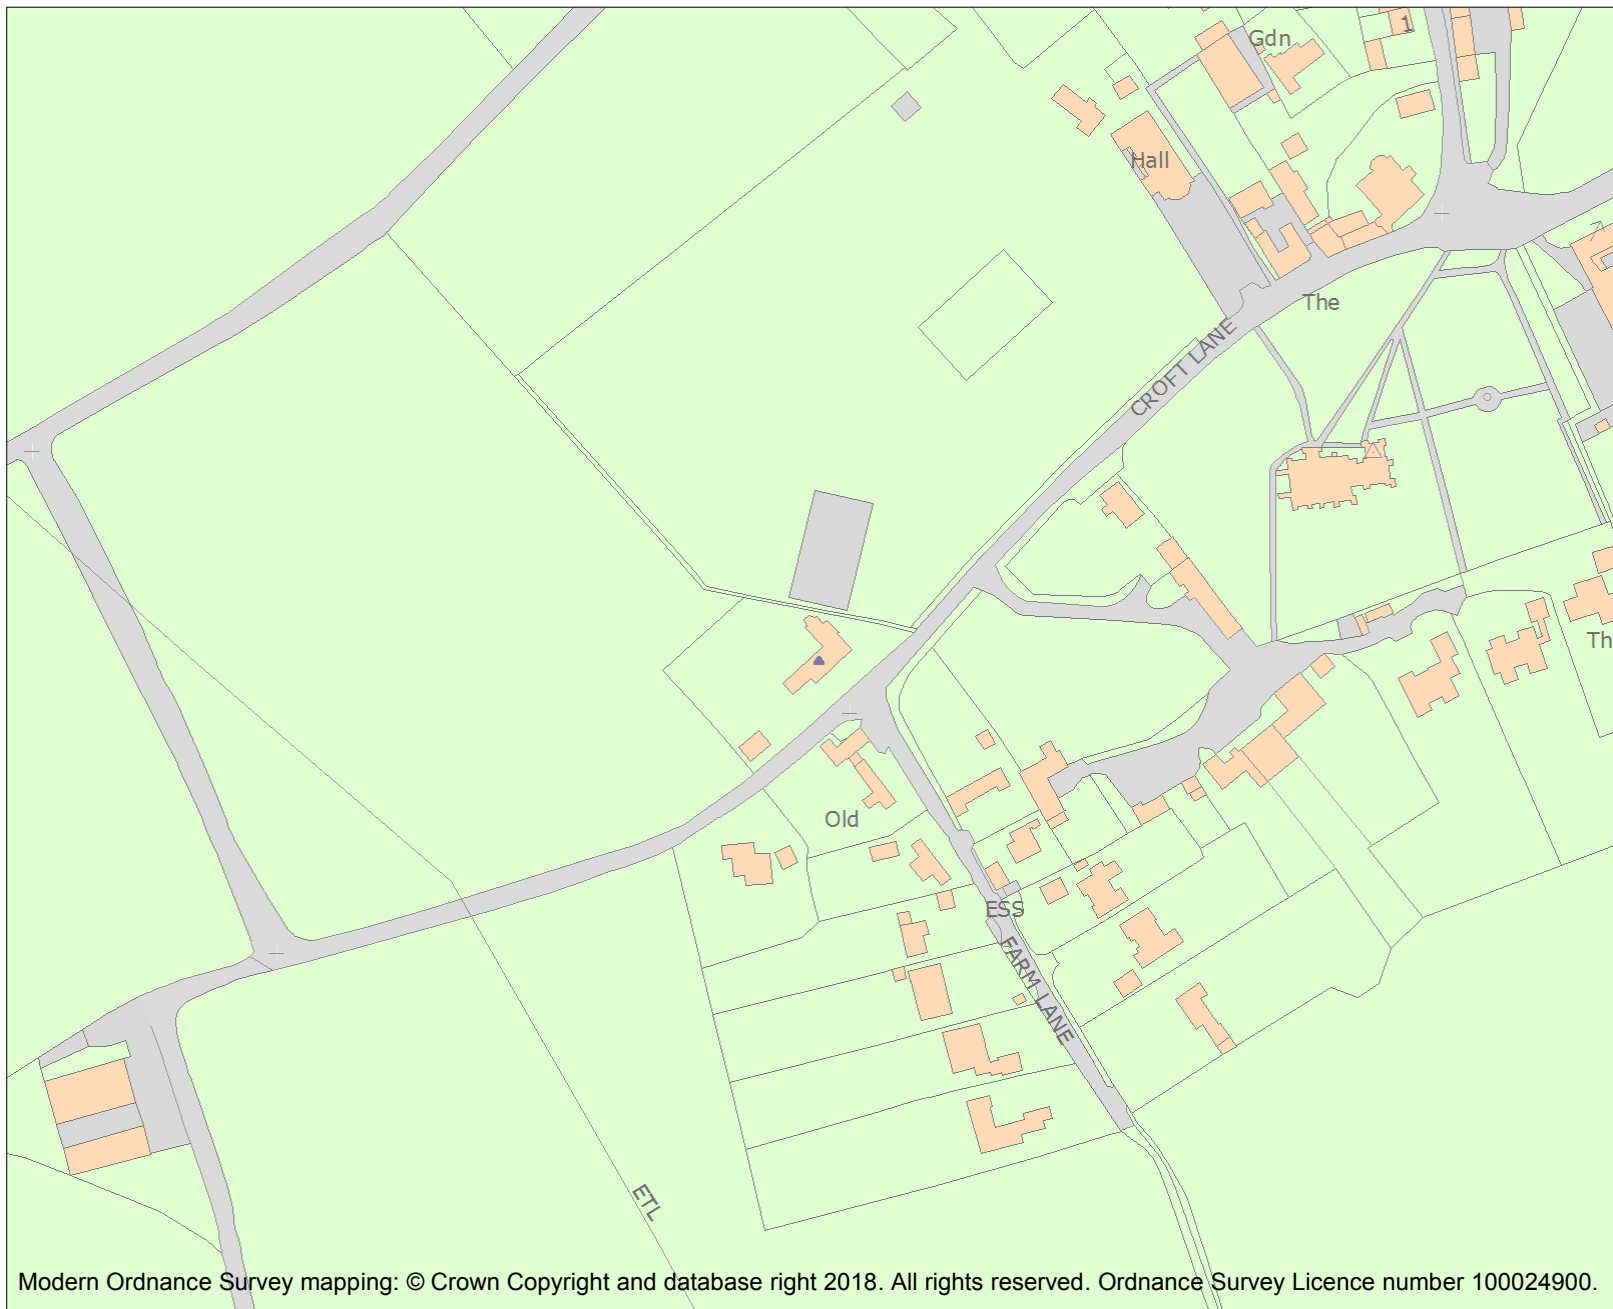 Gdn
1
Hall
The
CROFT LANE
Th
Old
ESS
FARM LANE
ETL
Modern Ordnance Survey mapping: © Crown Copyright and database right 2018. All rights reserved. Ordnance Survey Licence number 100024900.